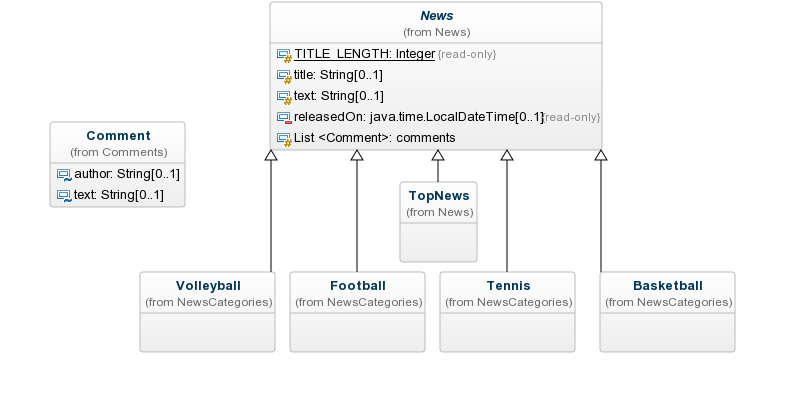 News
(from News)
TITLE_LENGTH: Integer {read-only}
title: String[0..1]
text: String[0..1]
releasedOn: java.time.LocalDateTime[0..1]{read-only}
List <Comment>: comments
Comment
(from Comments)
author: String[0..1]
text: String[0..1]
TopNews
(from News)
Volleyball
(from NewsCategories)
Football
(from NewsCategories)
Tennis
(from NewsCategories)
Basketball
(from NewsCategories)